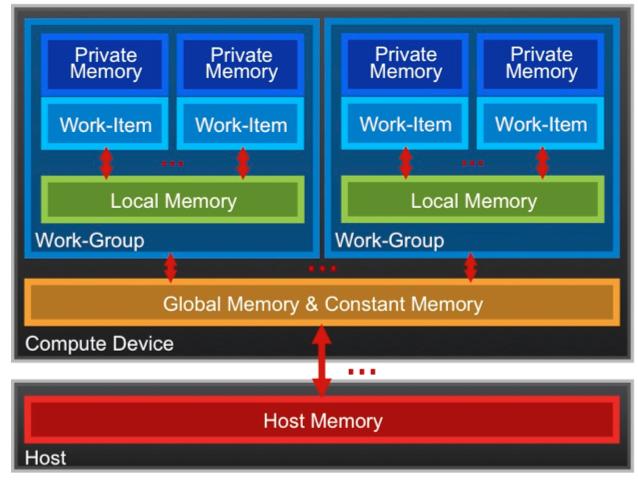 Private
Memory
Private
Memory
Private
Memory
Private
Memory
Work-Item
Work-Item
Work-Item
Work-Item
...
...
Local Memory
Local Memory
Work-Group
Work-Group
...
Global Memory & Constant Memory
Compute Device
...
Host Memory
Host